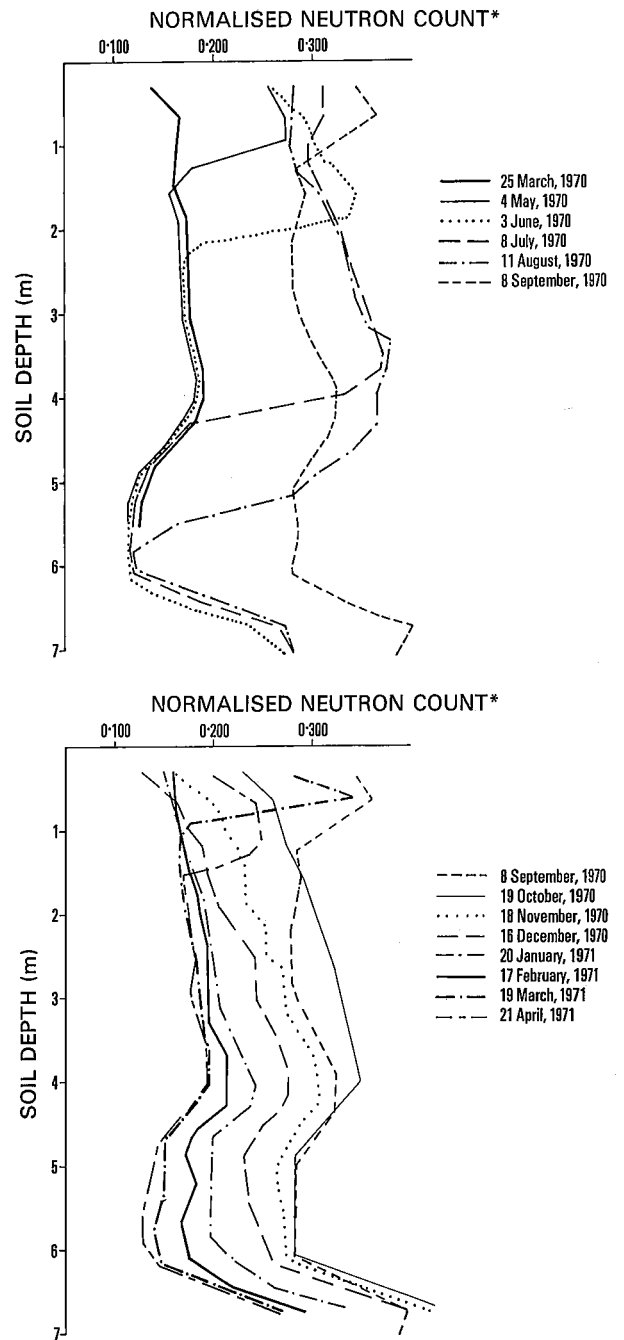 NORMALISED NEUTRON COUNT*
0·100 0·200 0·300
1
2
3
4
5
6
7
SOIL DEPTH (m)
25 March, 1970
4 May, 1970
3 June, 1970
8 July, 1970
11 August, 1970
8 September, 1970
NORMALISED NEUTRON COUNT*
0·100 0·200 0·300
1
2
3
4
5
6
7
SOIL DEPTH (m)
8 September, 1970
19 October, 1970
18 November, 1970
16 December, 1970
20 January, 1971
17 February, 1971
19 March, 1971
21 April, 1971